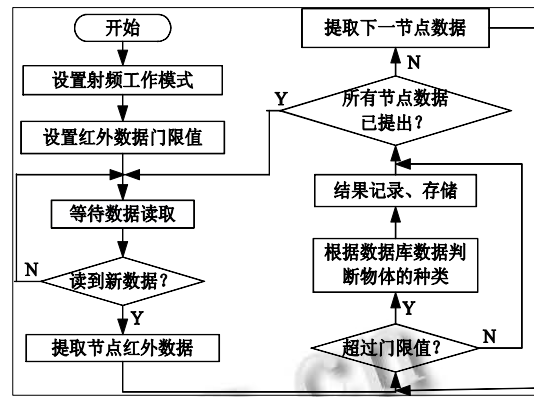 开始
设置射频工作模式
设置红外数据门限值
等待数据读取
N
读到新数据？
Y
提取节点红外数据
提取下一节点数据
N
Y
所有节点数据
已提出？
结果记录、存储
根据数据库数据判
断物体的种类
Y
超过门限值？
N